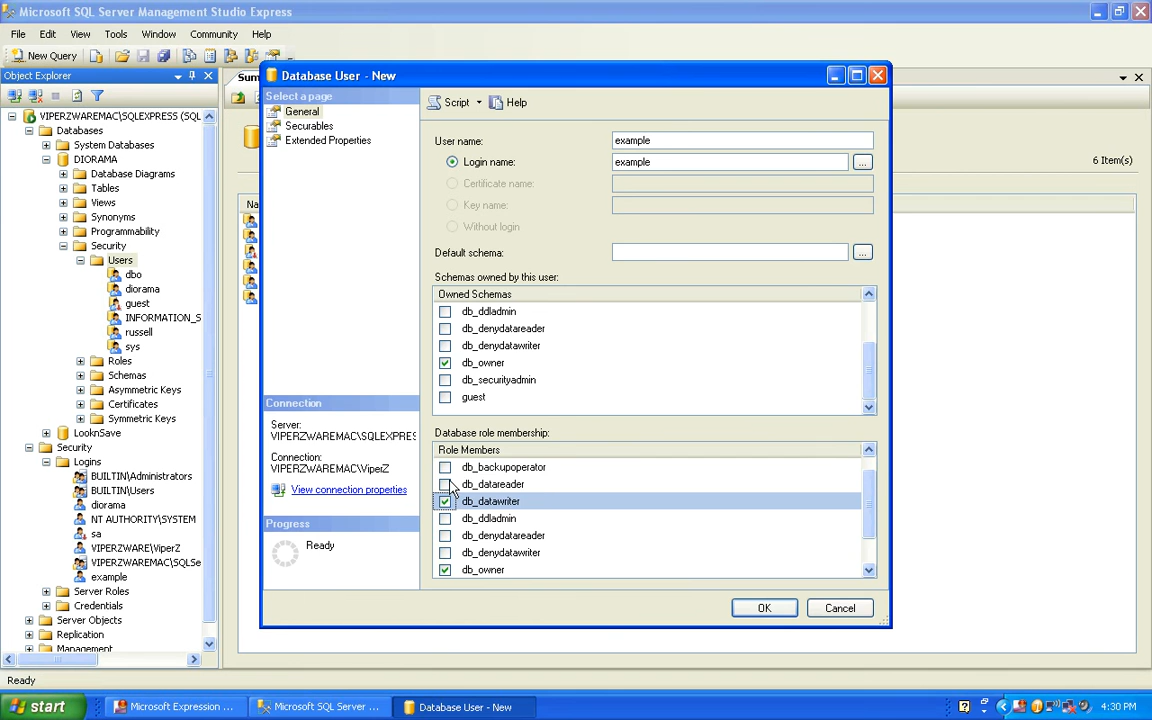 Microsoft SQL Server Management Studio Express
File Edit View Tools Window Community Help
New Query
Object Explorer
VIPERZWAREMAC\SQLEXPRESS (SQL
Databases
System Databases
DIORAMA
Database Diagrams
Tables
Views
Synonyms
Programmability
Security
Users
dbo
diorama
guest
INFORMATION_S
russell
sys
Roles
Schemas
Asymmetric Keys
Certificates
Symmetric Keys
LooknSave
Security
Logins
BUILTIN\Administrators
BUILTIN\Users
diorama
NT AUTHORITY\SYSTEM
sa
VIPERZWARE\ViperZ
VIPERZWAREMAC\SQLSe
example
Server Roles
Credentials
Server Objects
Replication
Management
Sum
6 Item(s)
Na
Database User - New
Select a page
General
Securables
Extended Properties
Connection
Server:
VIPERZWAREMAC\SQLEXPRES
Connection:
VIPERZWAREMAC\ViperZ
View connection properties
Progress
Ready
Script Help
User name: example
Login name: example ...
Certificate name:
Key name:
Without login
Default schema: ...
Schemas owned by this user:
Owned Schemas
db_ddladmin
db_denydatareader
db_denydatawriter
db_owner
db_securityadmin
guest
Database role membership:
Role Members
db_backupoperator
db_datareader
db_datawriter
db_ddladmin
db_denydatareader
db_denydatawriter
db_owner
OK Cancel
Ready
start Microsoft Expression ... Microsoft SQL Server ... Database User - New 4:30 PM